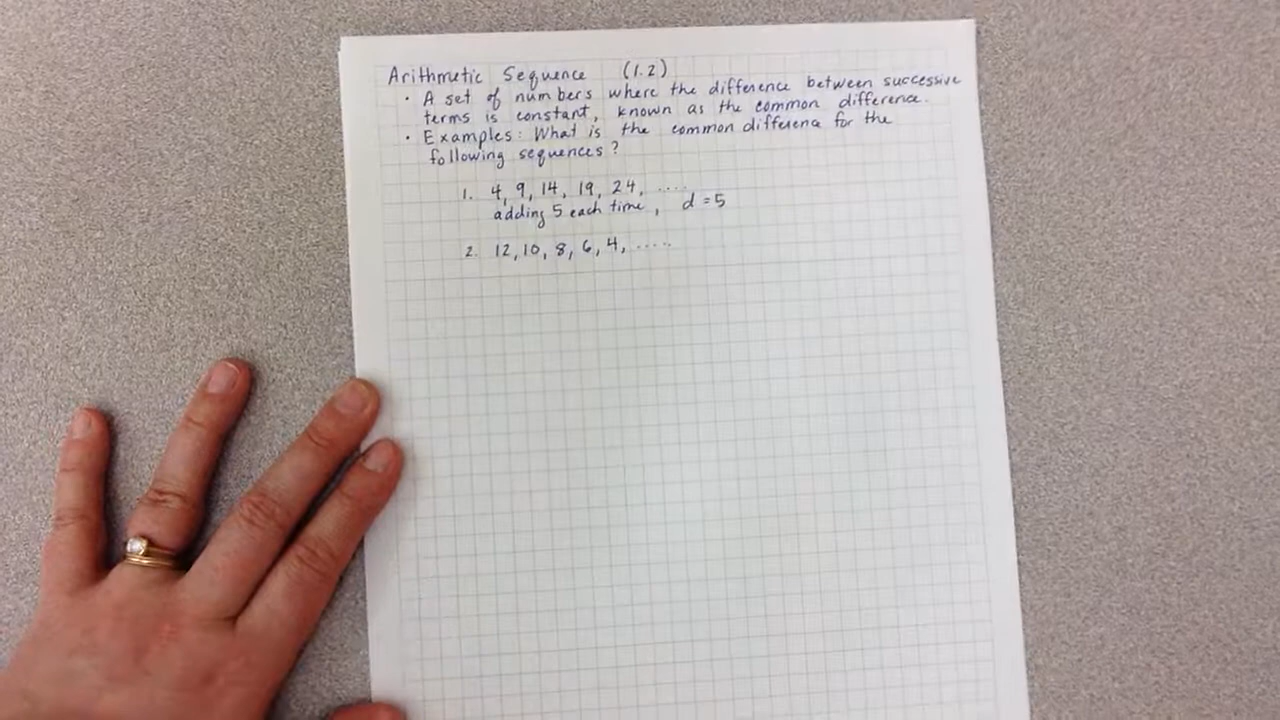 Arithmetic Sequence (1.2)
• A set of numbers where the difference between successive
terms is constant, known as the common difference.
• Examples: What is the common difference for the
following sequences?
1. 4, 9, 14, 19, 24, ....
adding 5 each time, d = 5
2. 12, 10, 8, 6, 4, .....